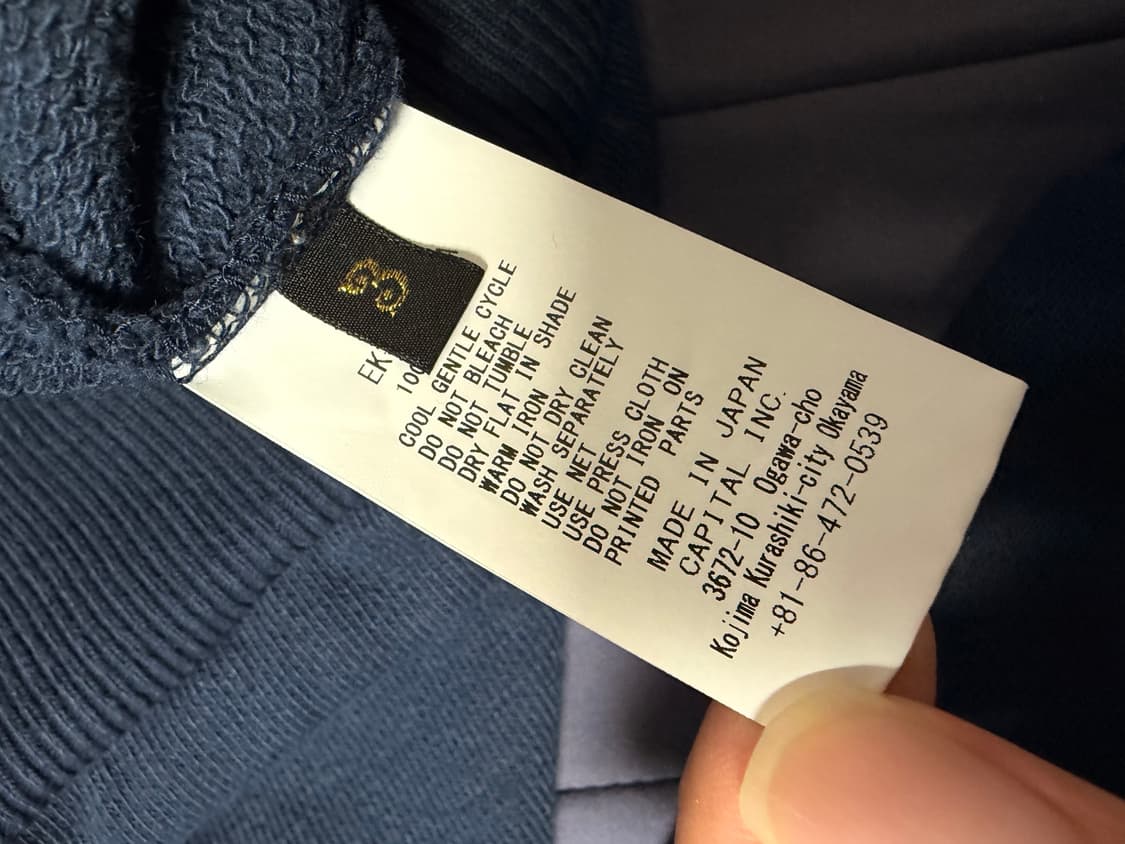 3
EK
100
COOL GENTLE CYCLE
DO NOT BLEACH
DO NOT TUMBLE
DRY FLAT IN SHADE
WARM IRON
DO NOT DRY CLEAN
WASH SEPARATELY
USE NET
USE PRESS CLOTH
DO NOT IRON ON
PRINTED PARTS
MADE IN JAPAN
CAPITAL INC.
3672-10 Ogawa-cho
Kojima Kurashiki-city Okayama
+81-86-472-0539